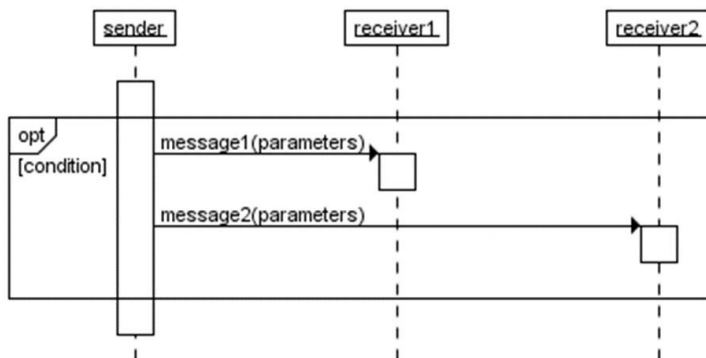 sender
receiver1
receiver2
opt
message1(parameters)
[condition]
message2(parameters)